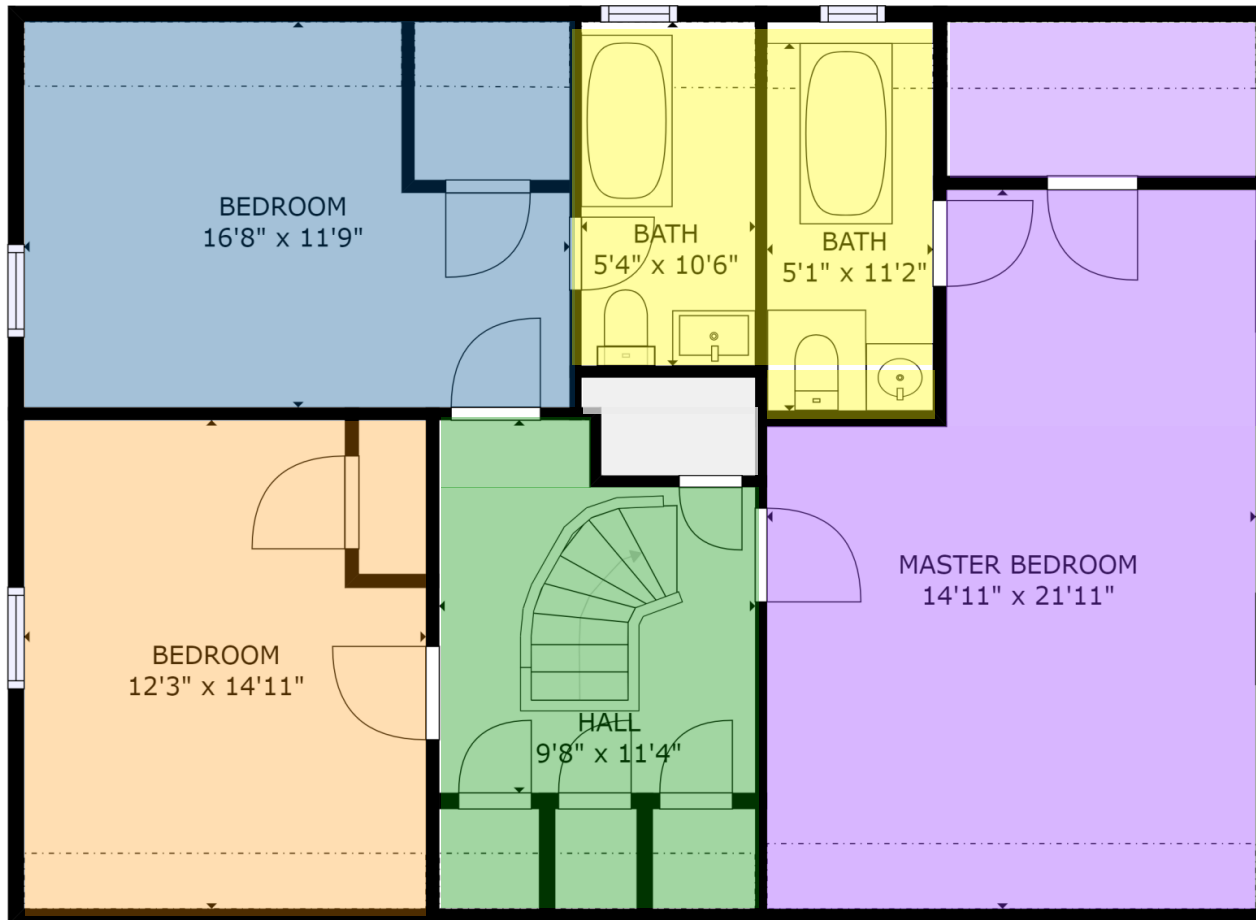 BEDROOM
16'8" x 11'9"
BATH
5'4" x 10'6"
BATH
5'1" x 11'2"
MASTER BEDROOM
14'11" x 21'11"
BEDROOM
12'3" x 14'11"
HALL
9'8" x 11'4"